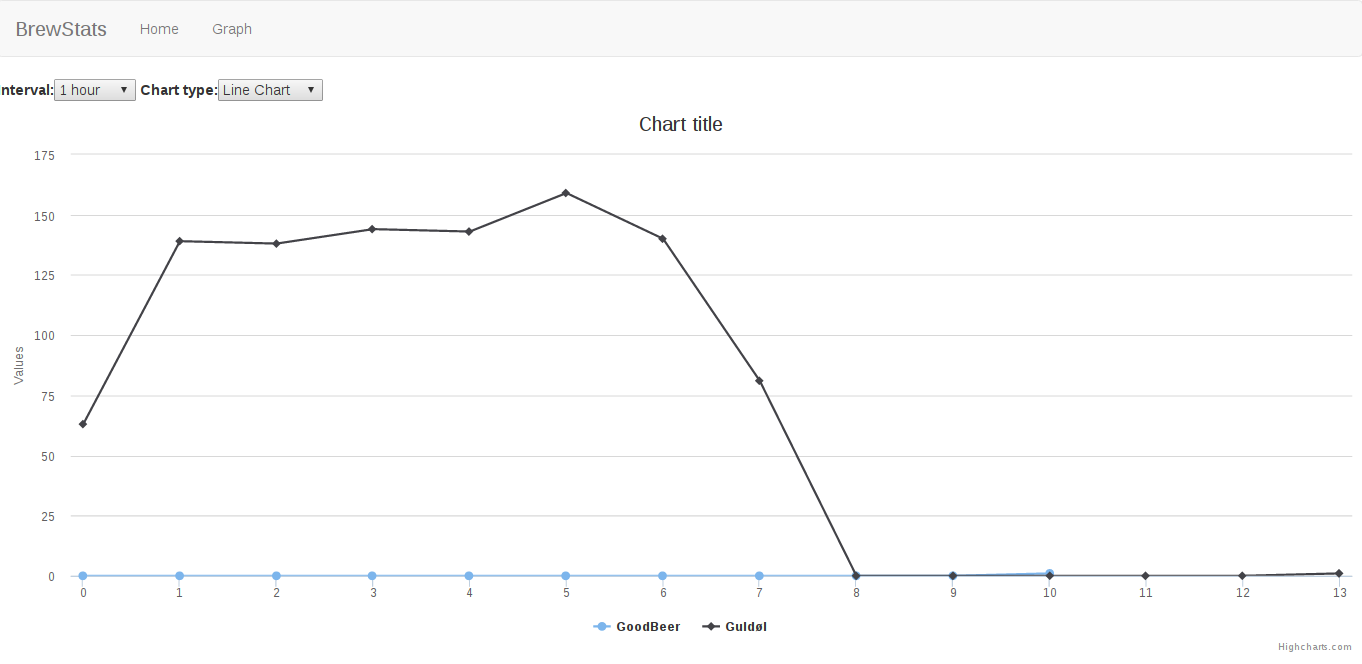 BrewStats Home Graph
nterval: 1 hour Chart type: Line Chart
Chart title
175
150
125
100
75
50
25
0
Values
0 1 2 3 4 5 6 7 8 9 10 11 12 13
GoodBeer Guldøl
Highcharts.com